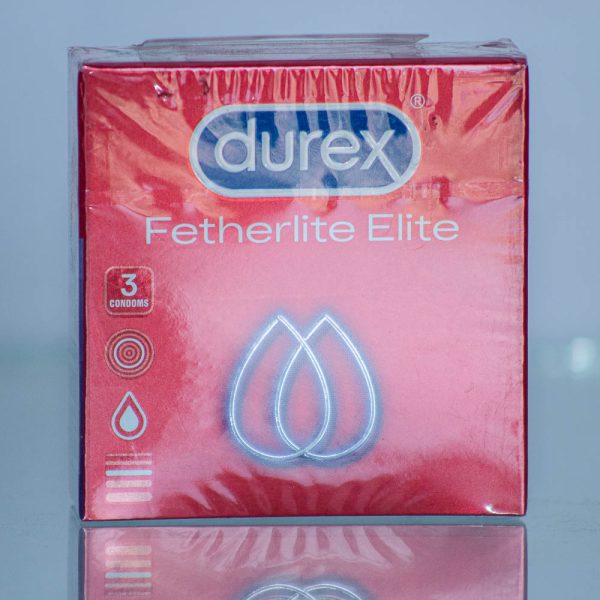 durex®
Fetherlite Elite
3
CONDOMS